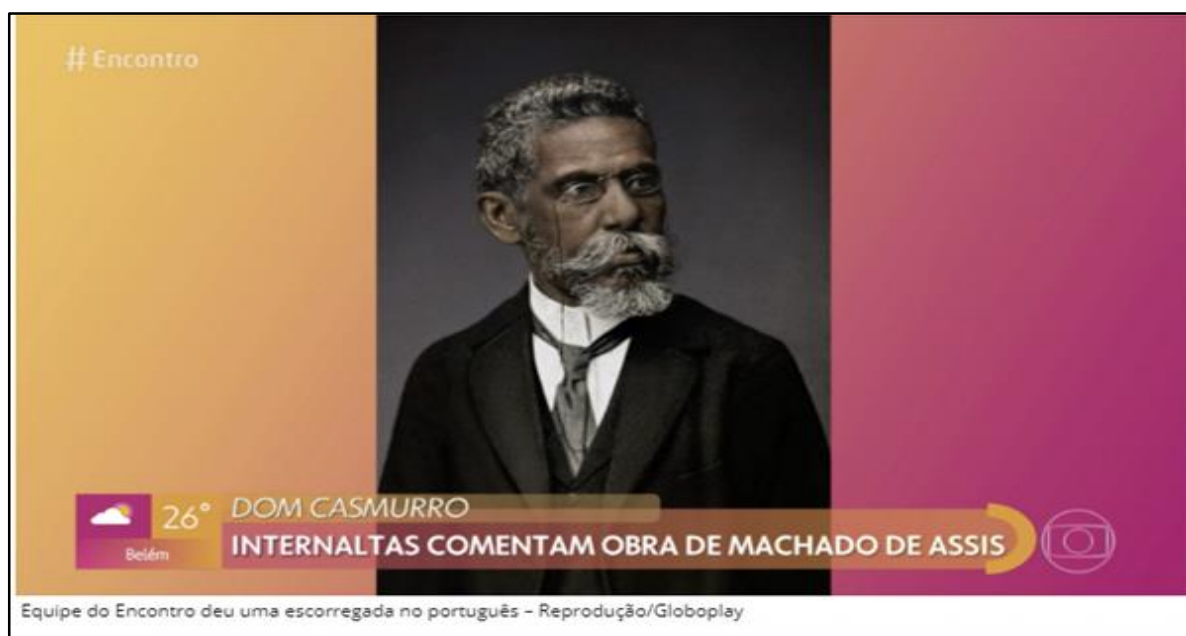 # Encontro
26° DOM CASMURRO
Belém INTERNALTAS COMENTAM OBRA DE MACHADO DE ASSIS
Equipe do Encontro deu uma escorregada no português – Reprodução/Globoplay